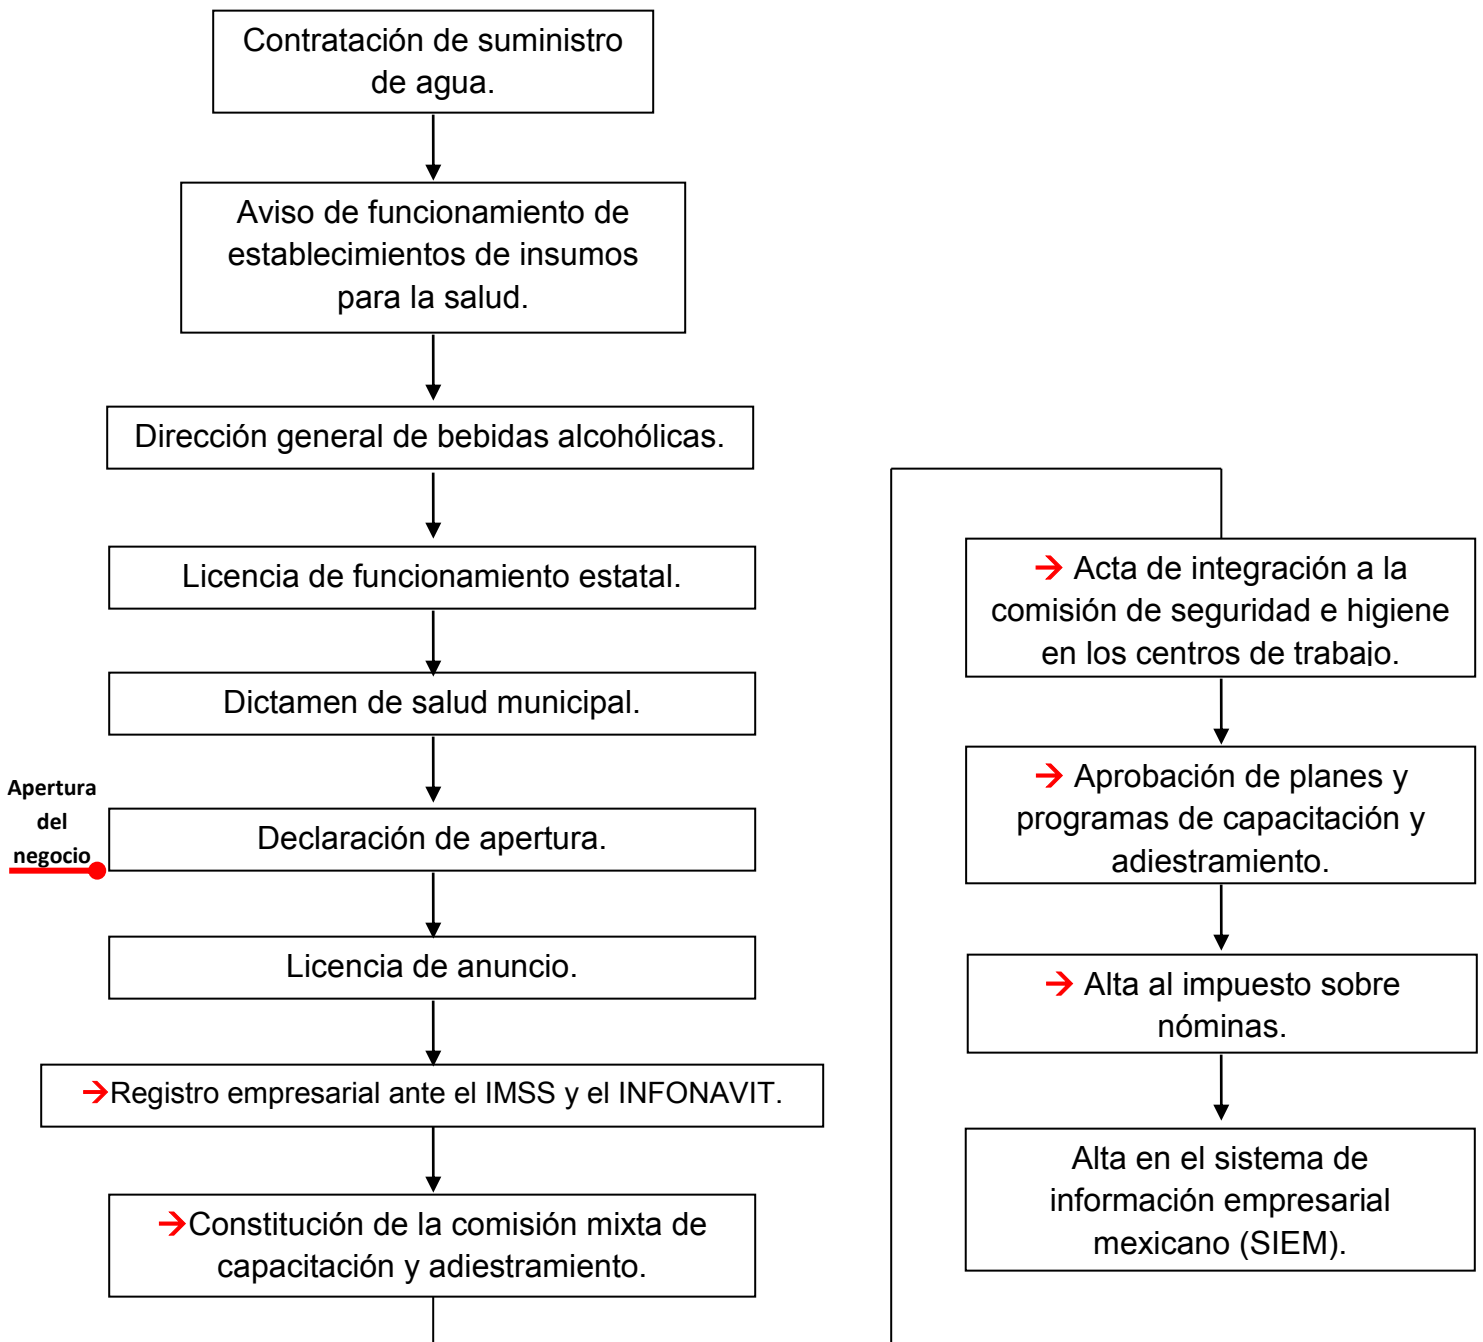 Contratación de suministro
de agua.
Aviso de funcionamiento de
establecimientos de insumos
para la salud.
Dirección general de bebidas alcohólicas.
Licencia de funcionamiento estatal.
Dictamen de salud municipal.
Apertura
del
negocio
Declaración de apertura.
Licencia de anuncio.
→Registro empresarial ante el IMSS y el INFONAVIT.
→Constitución de la comisión mixta de
capacitación y adiestramiento.
→ Acta de integración a la
comisión de seguridad e higiene
en los centros de trabajo.
→ Aprobación de planes y
programas de capacitación y
adiestramiento.
→ Alta al impuesto sobre
nóminas.
Alta en el sistema de
información empresarial
mexicano (SIEM).